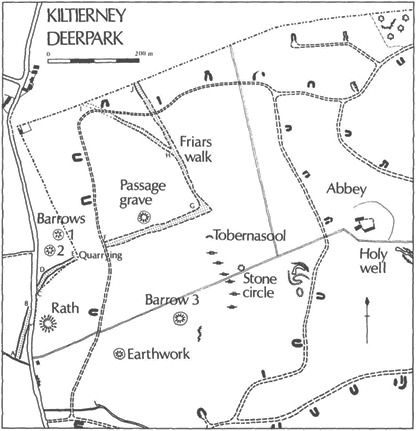 KILTIERNEY
DEERPARK
0 200 m
Friars
walk
H
Passage
grave
G
Abbey
Barrows
1
2
Tobernasool
Quarrying
Holy
well
D
Stone
circle
B
Barrow 3
Rath
Earthwork